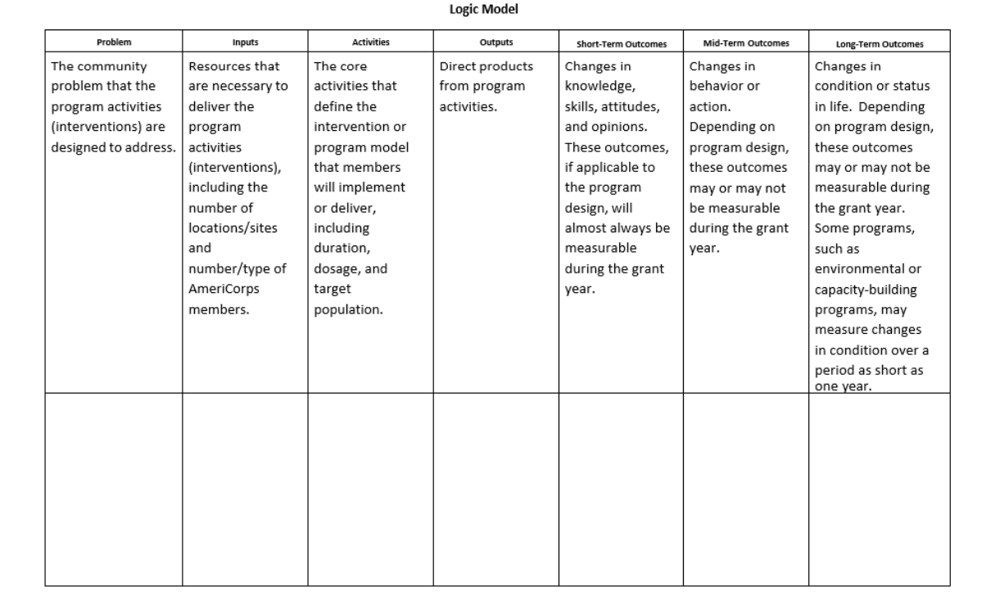 Logic Model
Problem
Inputs
Activities
Outputs
Short-Term Outcomes
Mid-Term Outcomes
Long-Term Outcomes
The community
problem that the
program activities
(interventions) are
designed to address.
Resources that
are necessary to
deliver the
program
activities
(interventions),
including the
number of
locations/sites
and
number/type of
AmeriCorps
members.
The core
activities that
define the
intervention or
program model
that members
will implement
or deliver,
including
duration,
dosage, and
target
population.
Direct products
from program
activities.
Changes in
knowledge,
skills, attitudes,
and opinions.
These outcomes,
if applicable to
the program
design, will
almost always be
measurable
during the grant
year.
Changes in
behavior or
action.
Depending on
program design,
these outcomes
may or may not
be measurable
during the grant
year.
Changes in
condition or status
in life.  Depending
on program design,
these outcomes
may or may not be
measurable during
the grant year.
Some programs,
such as
environmental or
capacity-building
programs, may
measure changes
in condition over a
period as short as
one year.